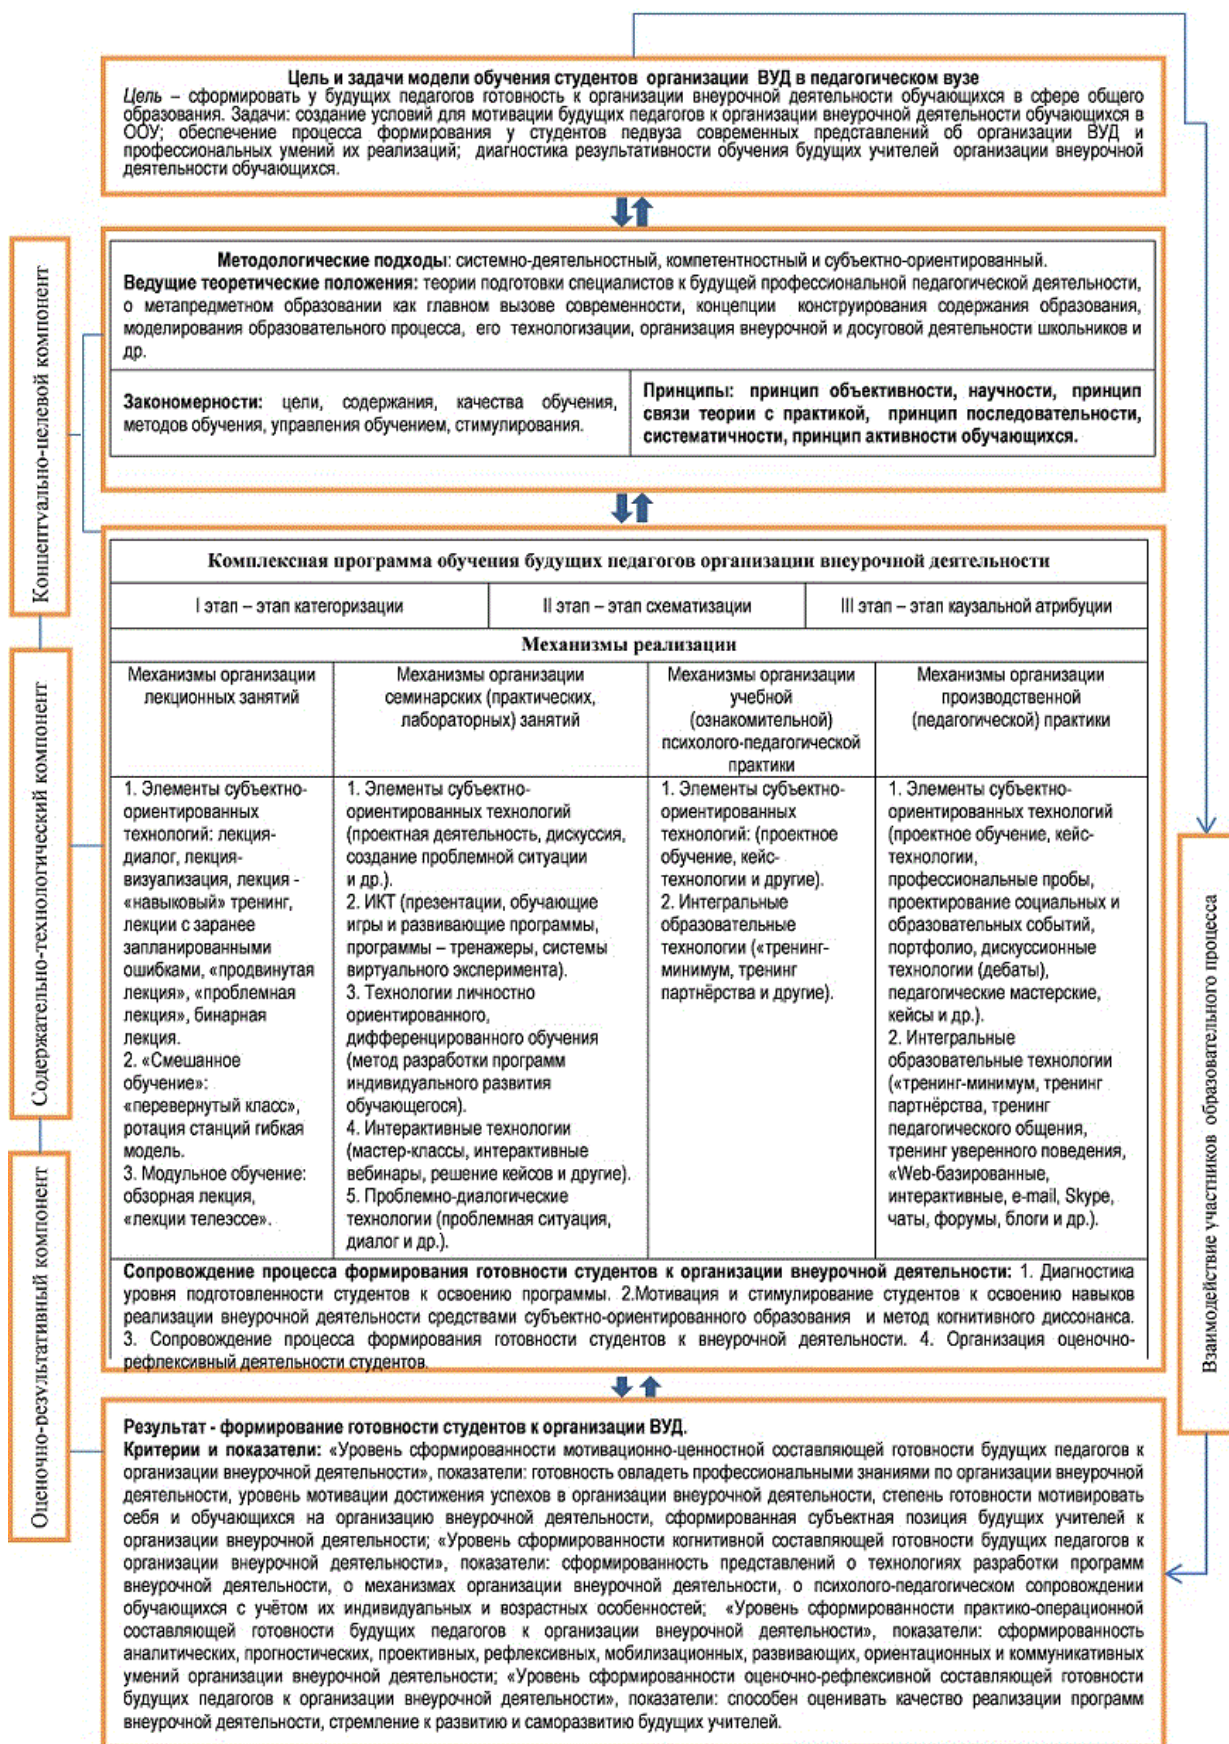 Цель и задачи модели обучения студентов организации ВУД в педагогическом вузе
Цель – сформировать у будущих педагогов готовность к организации внеурочной деятельности обучающихся в сфере общего
образования. Задачи: создание условий для мотивации будущих педагогов к организации внеурочной деятельности обучающихся в
ООУ; обеспечение процесса формирования у студентов педвуза современных представлений об организации ВУД и
профессиональных умений их реализаций; диагностика результативности обучения будущих учителей организации внеурочной
деятельности обучающихся.
Концептуально-целевой компонент
Методологические подходы: системно-деятельностный, компетентностный и субъектно-ориентированный.
Ведущие теоретические положения: теории подготовки специалистов к будущей профессиональной педагогической деятельности,
о метапредметном образовании как главном вызове современности, концепции конструирования содержания образования,
моделирования образовательного процесса, его технологизации, организация внеурочной и досуговой деятельности школьников и
др.
Закономерности: цели, содержания, качества обучения,
методов обучения, управления обучением, стимулирования.
Принципы: принцип объективности, научности, принцип
связи теории с практикой, принцип последовательности,
систематичности, принцип активности обучающихся.
Содержательно-технологический компонент
Комплексная программа обучения будущих педагогов организации внеурочной деятельности
I этап – этап категоризации
II этап – этап схематизации
III этап – этап каузальной атрибуции
Механизмы реализации
Механизмы организации
лекционных занятий
Механизмы организации
семинарских (практических,
лабораторных) занятий
Механизмы организации
учебной
(ознакомительной)
психолого-педагогической
практики
Механизмы организации
производственной
(педагогической) практики
1. Элементы субъектно-
ориентированных
технологий: лекция-
диалог, лекция-
визуализация, лекция -
«навыковый» тренинг,
лекции с заранее
запланированными
ошибками, «продвинутая
лекция», «проблемная
лекция», бинарная
лекция.
2. «Смешанное
обучение»:
«перевернутый класс»,
ротация станций гибкая
модель.
3. Модульное обучение:
обзорная лекция,
«лекции телеэссе».
1. Элементы субъектно-
ориентированных технологий
(проектная деятельность, дискуссия,
создание проблемной ситуации
и др.).
2. ИКТ (презентации, обучающие
игры и развивающие программы,
программы – тренажеры, системы
виртуального эксперимента).
3. Технологии личностно
ориентированного,
дифференцированного обучения
(метод разработки программ
индивидуального развития
обучающегося).
4. Интерактивные технологии
(мастер-классы, интерактивные
вебинары, решение кейсов и другие).
5. Проблемно-диалогические
технологии (проблемная ситуация,
диалог и др.).
1. Элементы субъектно-
ориентированных
технологий: (проектное
обучение, кейс-
технологии и другие).
2. Интегральные
образовательные
технологии («тренинг-
минимум, тренинг
партнёрства и другие).
1. Элементы субъектно-
ориентированных технологий
(проектное обучение, кейс-
технологии,
профессиональные пробы,
проектирование социальных и
образовательных событий,
портфолио, дискуссионные
технологии (дебаты),
педагогические мастерские,
кейсы и др.).
2. Интегральные
образовательные технологии
(«тренинг-минимум, тренинг
партнёрства, тренинг
педагогического общения,
тренинг уверенного поведения,
«Web-базированные,
интерактивные, e-mail, Skype,
чаты, форумы, блоги и др.).
Сопровождение процесса формирования готовности студентов к организации внеурочной деятельности: 1. Диагностика
уровня подготовленности студентов к освоению программы. 2.Мотивация и стимулирование студентов к освоению навыков
реализации внеурочной деятельности средствами субъектно-ориентированного образования и метод когнитивного диссонанса.
3. Сопровождение процесса формирования готовности студентов к внеурочной деятельности. 4. Организация оценочно-
рефлексивный деятельности студентов.
Взаимодействие участников образовательного процесса
Оценочно-результативный компонент
Результат - формирование готовности студентов к организации ВУД.
Критерии и показатели: «Уровень сформированности мотивационно-ценностной составляющей готовности будущих педагогов к
организации внеурочной деятельности», показатели: готовность овладеть профессиональными знаниями по организации внеурочной
деятельности, уровень мотивации достижения успехов в организации внеурочной деятельности, степень готовности мотивировать
себя и обучающихся на организацию внеурочной деятельности, сформированная субъектная позиция будущих учителей к
организации внеурочной деятельности; «Уровень сформированности когнитивной составляющей готовности будущих педагогов к
организации внеурочной деятельности», показатели: сформированность представлений о технологиях разработки программ
внеурочной деятельности, о механизмах организации внеурочной деятельности, о психолого-педагогическом сопровождении
обучающихся с учётом их индивидуальных и возрастных особенностей; «Уровень сформированности практико-операционной
составляющей готовности будущих педагогов к организации внеурочной деятельности», показатели: сформированность
аналитических, прогностических, проективных, рефлексивных, мобилизационных, развивающих, ориентационных и коммуникативных
умений организации внеурочной деятельности; «Уровень сформированности оценочно-рефлексивной составляющей готовности
будущих педагогов к организации внеурочной деятельности», показатели: способен оценивать качество реализации программ
внеурочной деятельности, стремление к развитию и саморазвитию будущих учителей.